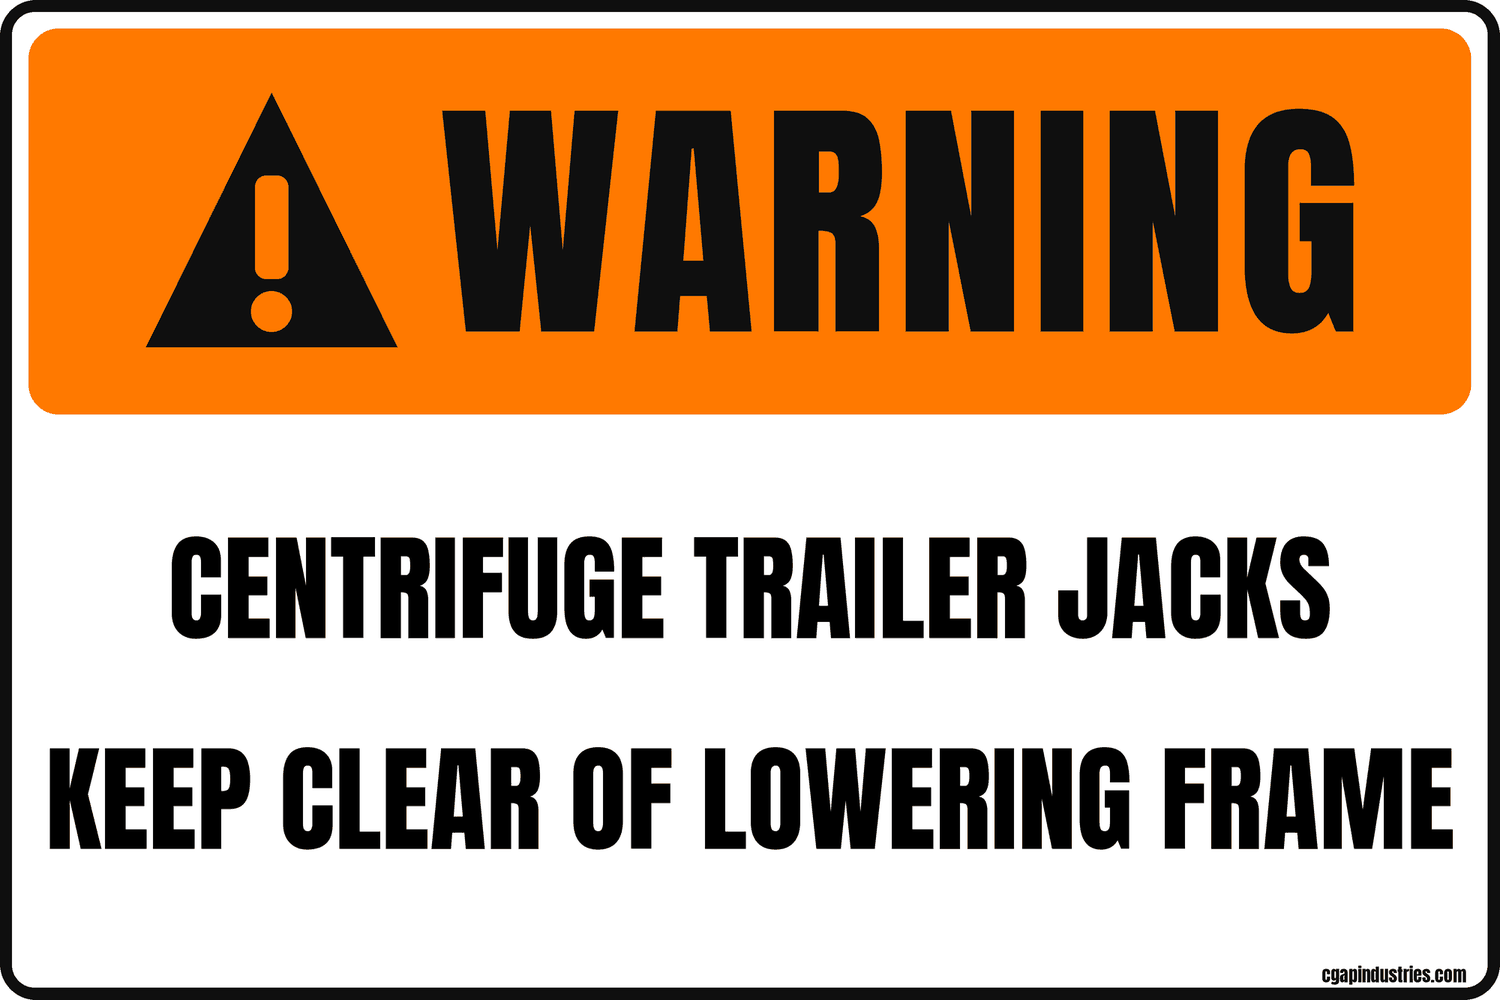 WARNING
CENTRIFUGE TRAILER JACKS
KEEP CLEAR OF LOWERING FRAME
cgapindustries.com